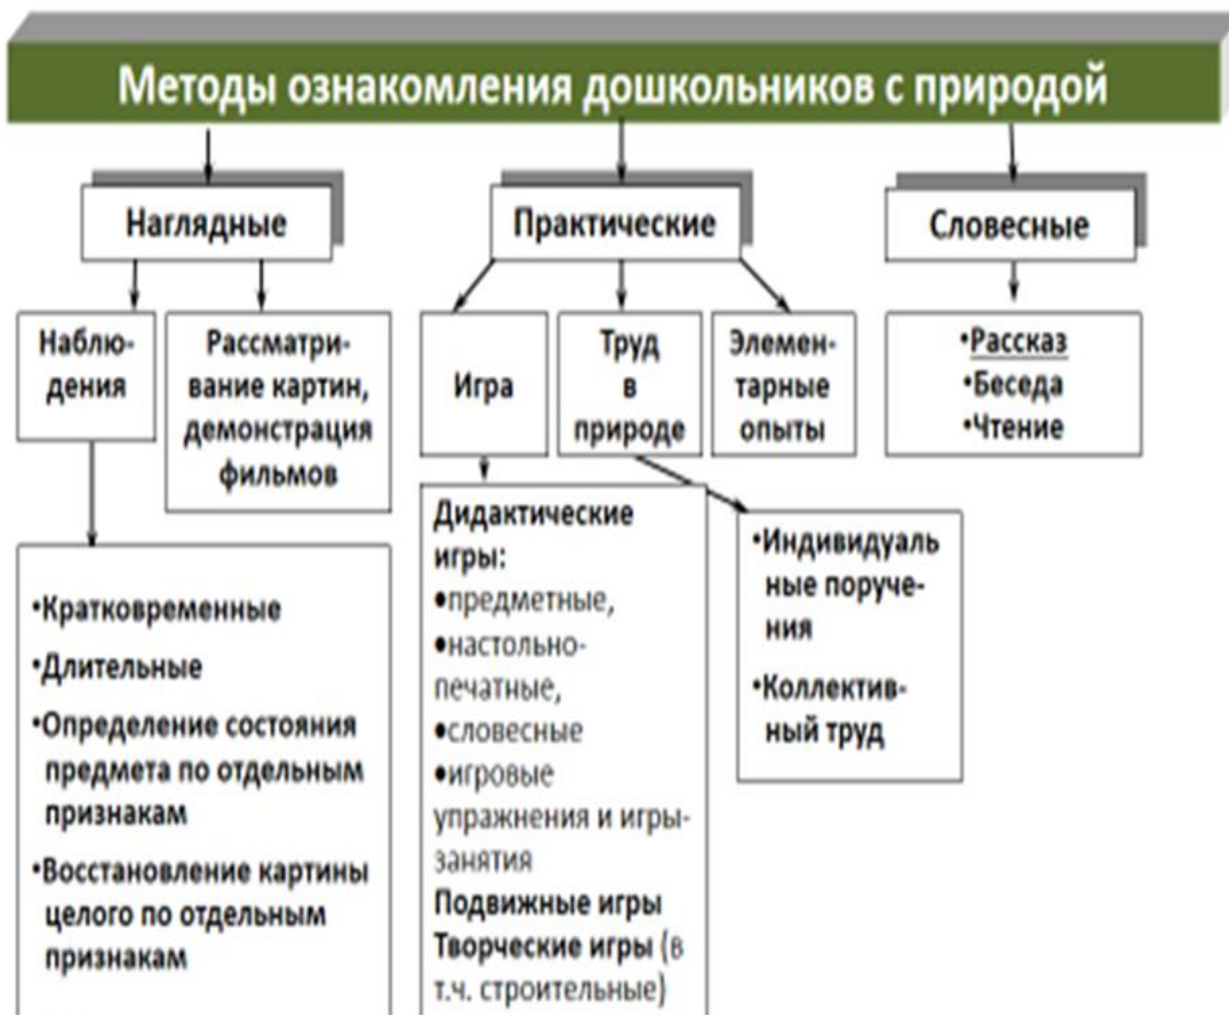 Методы ознакомления дошкольников с природой
Наглядные
Практические
Словесные
Наблю-
дения
Рассматри-
вание картин,
демонстрация
фильмов
Игра
Труд
в
природе
Элемен-
тарные
опыты
•Рассказ
•Беседа
•Чтение
•Кратковременные
•Длительные
•Определение состояния
предмета по отдельным
признакам
•Восстановление картины
целого по отдельным
признакам
Дидактические
игры:
•предметные,
•настольно-
печатные,
•словесные
•игровые
упражнения и игры-
занятия
Подвижные игры
Творческие игры (в
т.ч. строительные)
•Индивидуаль
ные поруче-
ния
•Коллектив-
ный труд